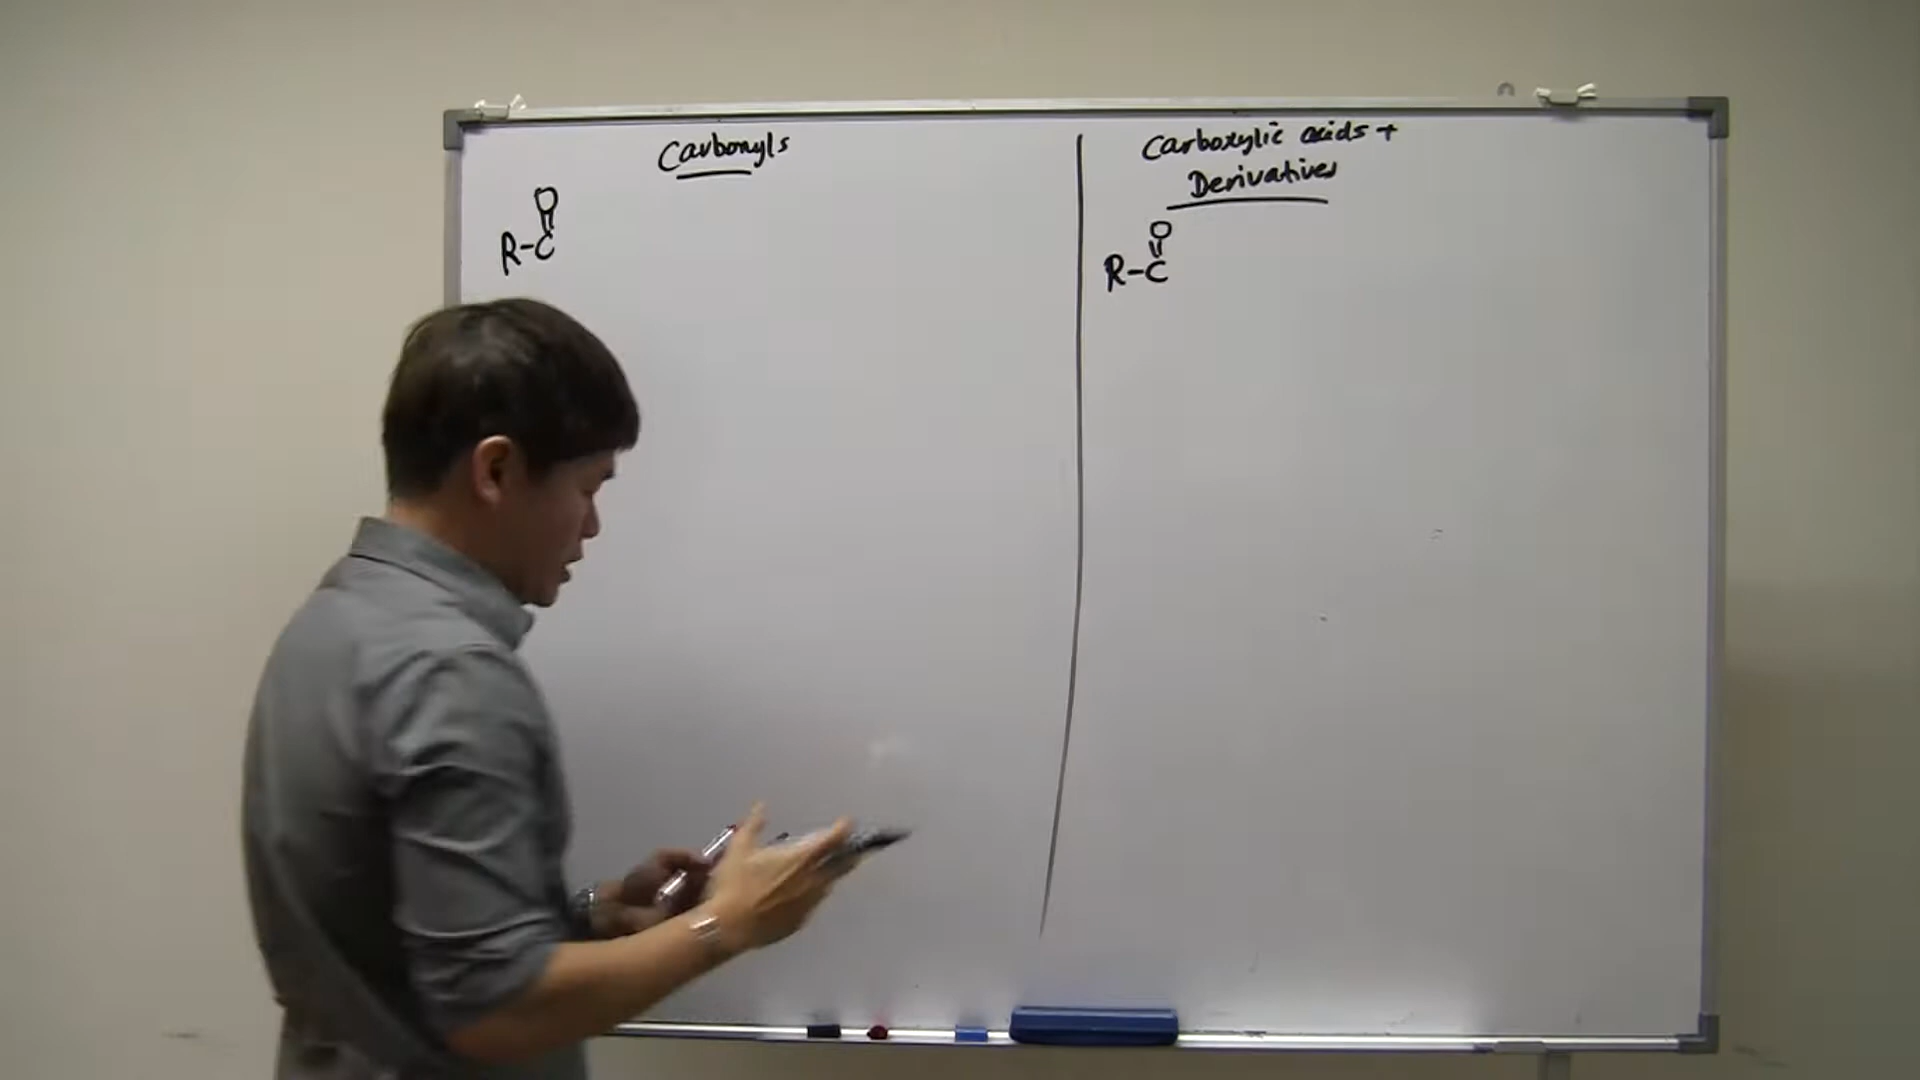 Carbonyls
O
R-C
Carboxylic acids +
Derivatives
O
R-C